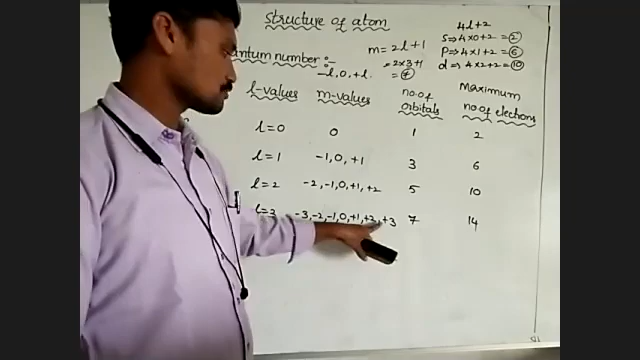 Structure of atom
antum number :-
m = 2l+1
= 2x3+1
= 7
-l, 0, +l.
4l+2
S => 4x0+2 = 2
P => 4x1+2 = 6
d => 4x2+2 = 10
l-values m-values no.of orbitals Maximum no.of elections
l=0 0 1 2
l=1 -1, 0, +1 3 6
l=2 -2, -1, 0, +1, +2 5 10
l=3 -3, -2, -1, 0, +1, +2, +3 7 14